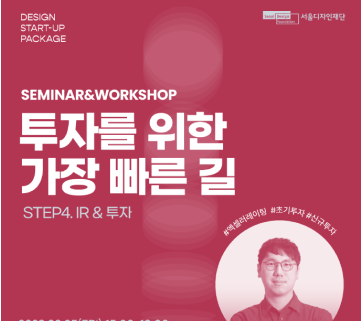 DESIGN
START-UP
PACKAGE
서울디자인재단
SEMINAR&WORKSHOP
투자를 위한
가장 빠른 길
STEP4. IR & 투자
#액셀러레이팅 #초기투자 #신규투자